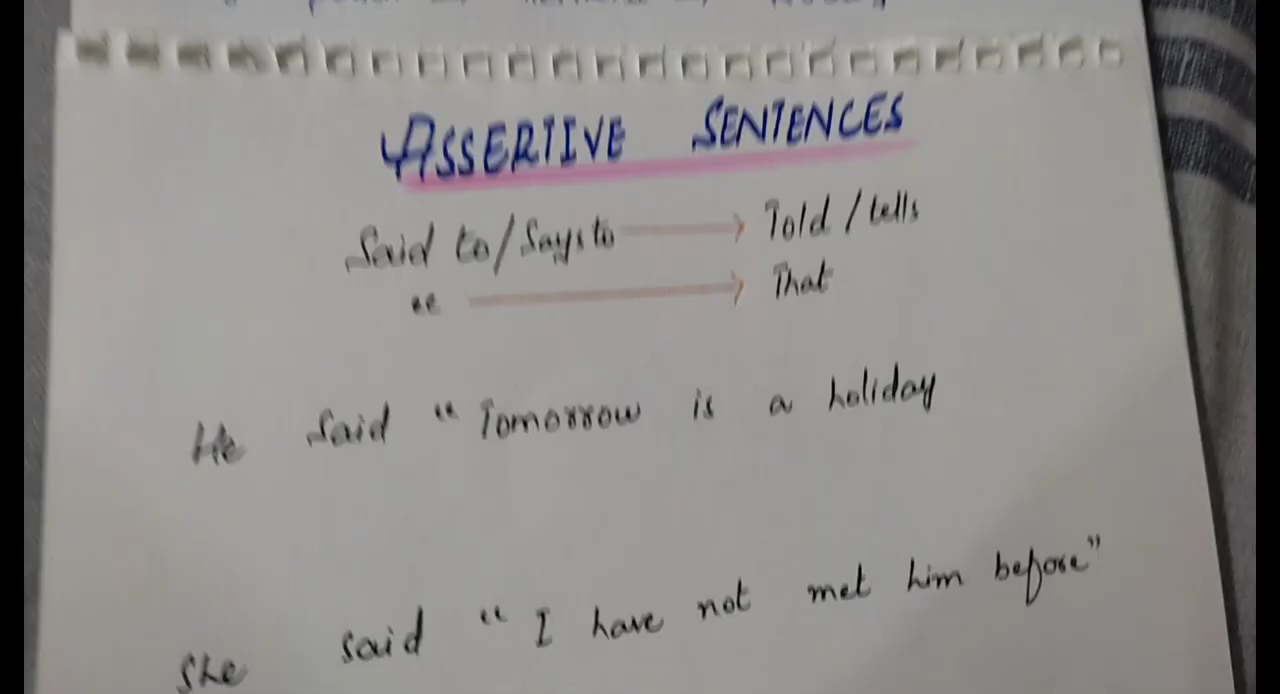 ASSERTIVE SENTENCES
Said to/Says to → Told/tells
“ → That
He said “Tomorrow is a holiday
She said “I have not met him before”